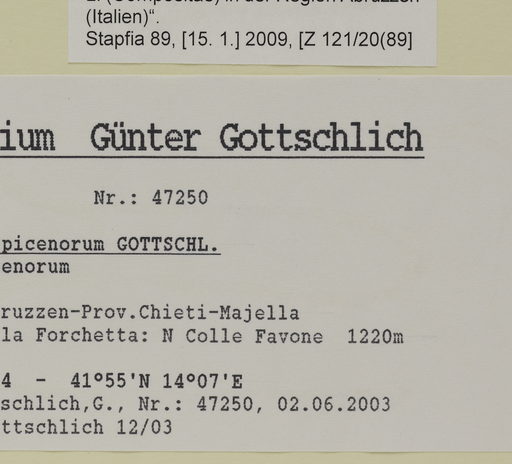 (Italien)“.
Stapfia 89, [15. 1.] 2009, [Z 121/20(89]
ium Günter Gottschlich
Nr.: 47250
picenorum GOTTSCHL.
enorum
ruzzen-Prov.Chieti-Majella
la Forchetta: N Colle Favone 1220m
4 - 41°55'N 14°07'E
schlich,G., Nr.: 47250, 02.06.2003
ttschlich 12/03